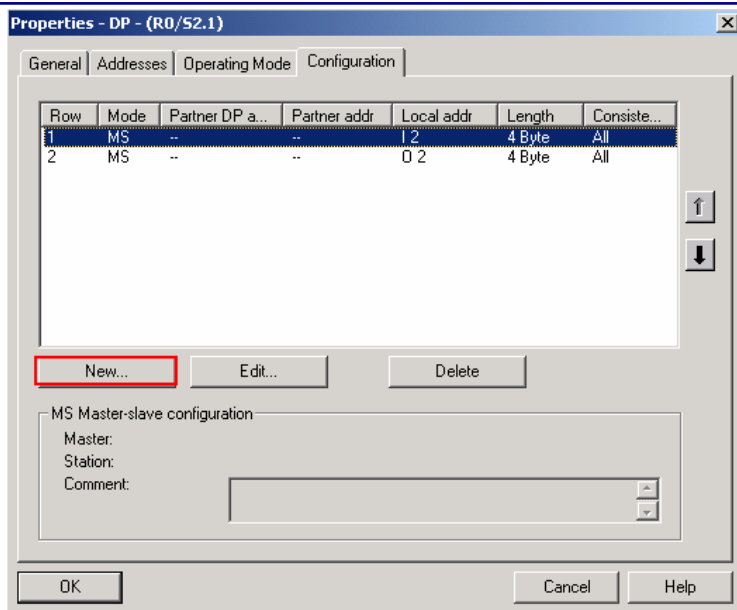 Properties - DP - (R0/S2.1)
General Addresses Operating Mode Configuration
Row Mode Partner DP a... Partner addr Local addr Length Consiste...
1 MS -- -- I 2 4 Byte All
2 MS -- -- O 2 4 Byte All
New... Edit... Delete
MS Master-slave configuration
Master:
Station:
Comment:
OK Cancel Help